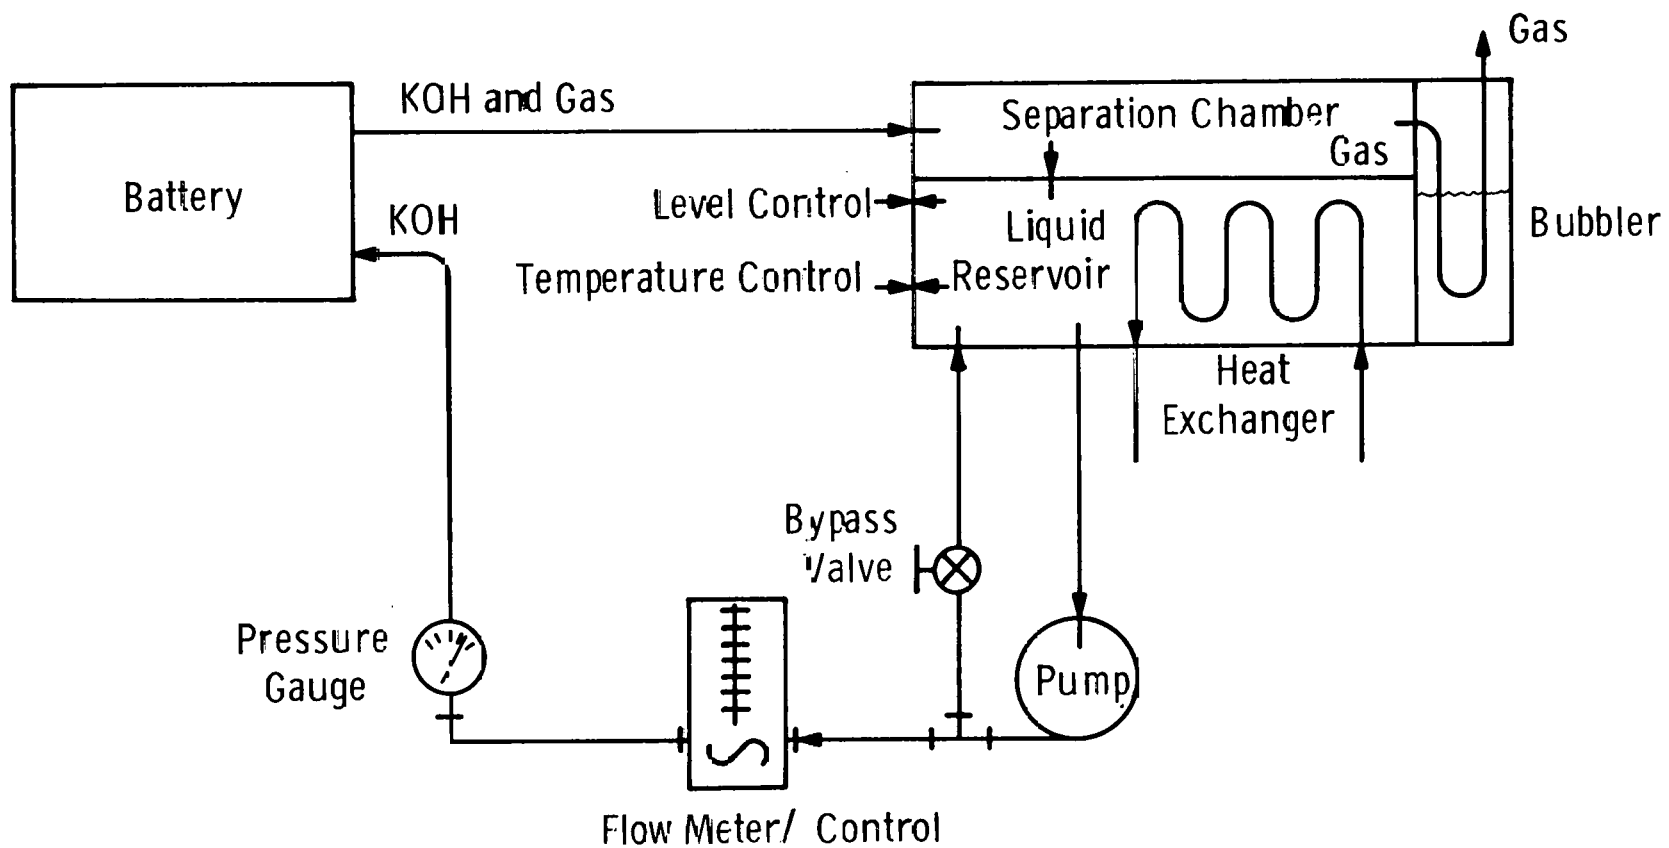 Gas
KOH and Gas
Separation Chamber
Gas
Battery
KOH
Level Control
Liquid
Reservoir
Bubbler
Temperature Control
Heat
Exchanger
Bypass
Valve
Pressure
Gauge
Pump
Flow Meter/ Control